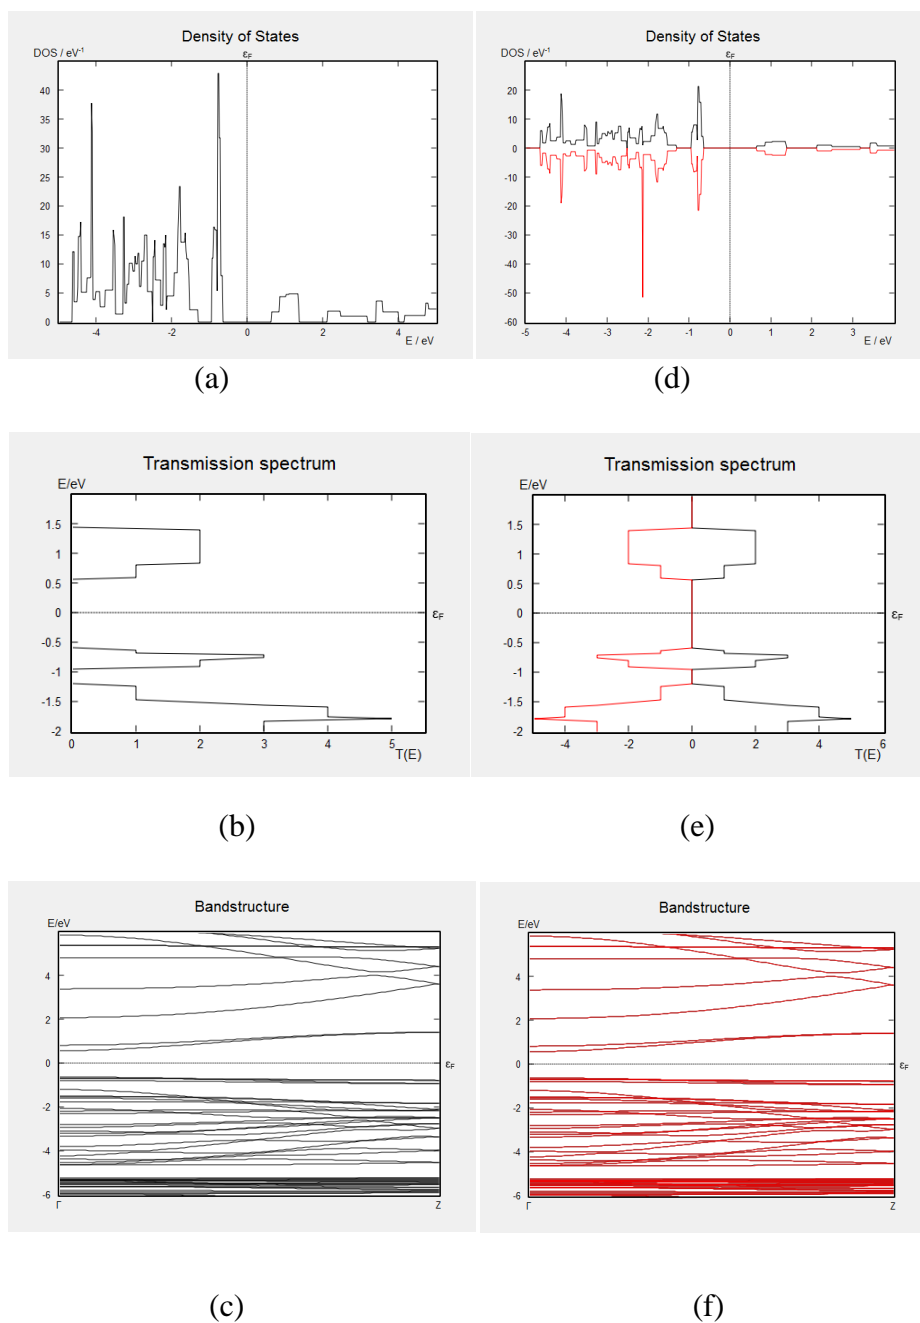 Density of States
DOS / eV⁻¹
ε_F
40
35
30
25
20
15
10
5
0
-4
-2
0
2
4
E / eV
(a)
Density of States
DOS / eV⁻¹
ε_F
20
10
0
-10
-20
-30
-40
-50
-60
-5
-4
-3
-2
-1
0
1
2
3
E / eV
(d)
Transmission spectrum
E/eV
1.5
1
0.5
0
-0.5
-1
-1.5
-2
ε_F
0
1
2
3
4
5
T(E)
(b)
Transmission spectrum
E/eV
1.5
1
0.5
0
-0.5
-1
-1.5
-2
ε_F
-4
-2
0
2
4
6
T(E)
(e)
Bandstructure
E/eV
4
2
0
-2
-4
-6
ε_F
Γ
Z
(c)
Bandstructure
E/eV
4
2
0
-2
-4
-6
ε_F
Γ
Z
(f)